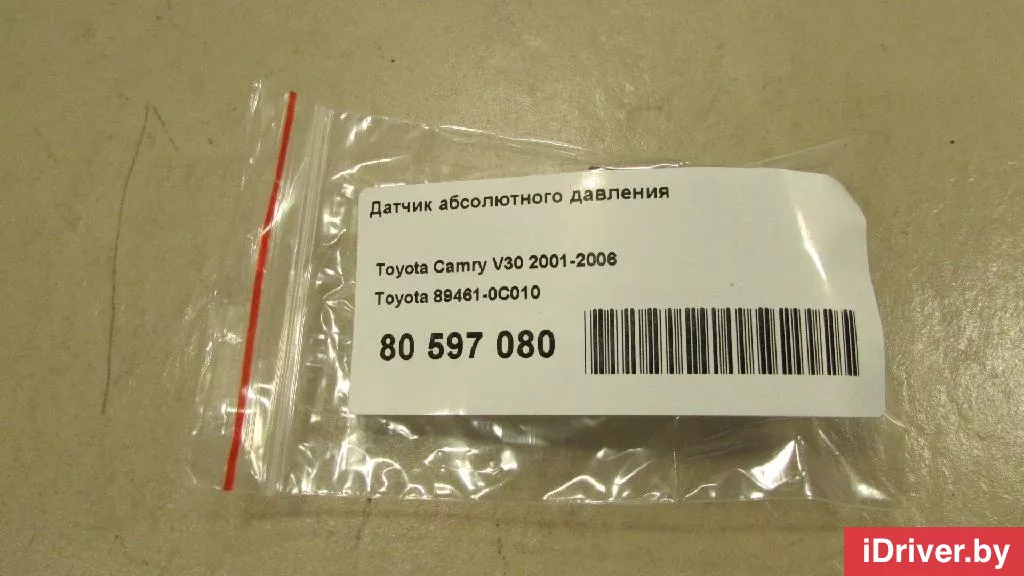 Датчик абсолютного давления
Toyota Camry V30 2001-2006
Toyota 89461-0C010
80 597 080
iDriver.by